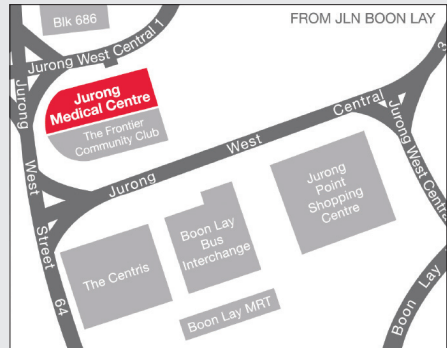 Blk 686
FROM JLN BOON LAY
Jurong West Central 1
Jurong
Medical Centre
The Frontier
Community Club
Jurong West Street 64
Jurong West Central
3
Jurong West Central
Jurong
Point
Shopping
Centre
Boon Lay
Bus
Interchange
The Centris
Boon Lay MRT
Boon Lay